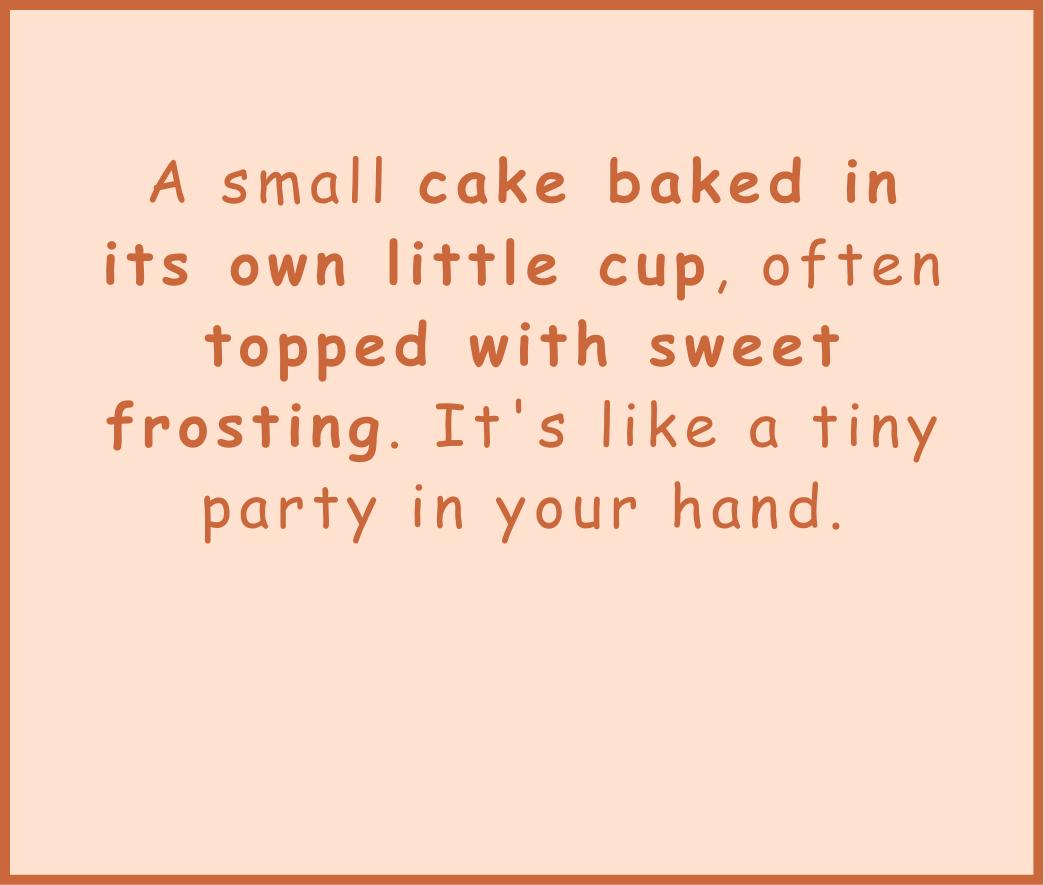 A small cake baked in
its own little cup, often
topped with sweet
frosting. It's like a tiny
party in your hand.